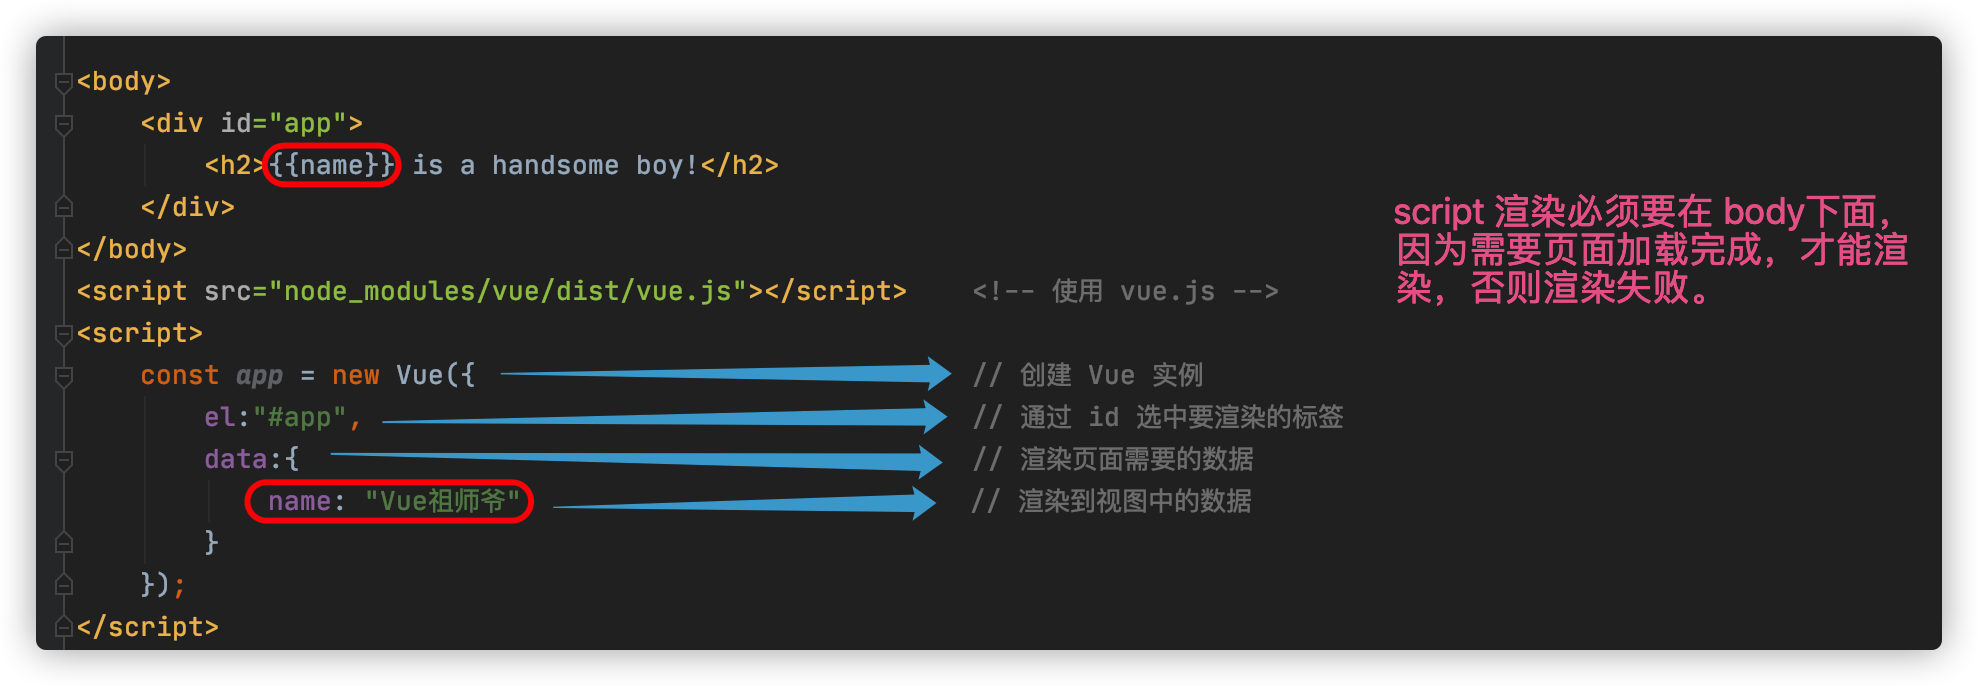 <body>
<div id="app">
<h2>{{name}} is a handsome boy!</h2>
</div>
</body>
<script src="node_modules/vue/dist/vue.js"></script> <!-- 使用 vue.js -->
<script>
const app = new Vue({ // 创建 Vue 实例
el:"#app", // 通过 id 选中要渲染的标签
data:{ // 渲染页面需要的数据
name: "Vue祖师爷" // 渲染到视图中的数据
}
});
</script>
script 渲染必须要在 body下面，
因为需要页面加载完成，才能渲
染，否则渲染失败。